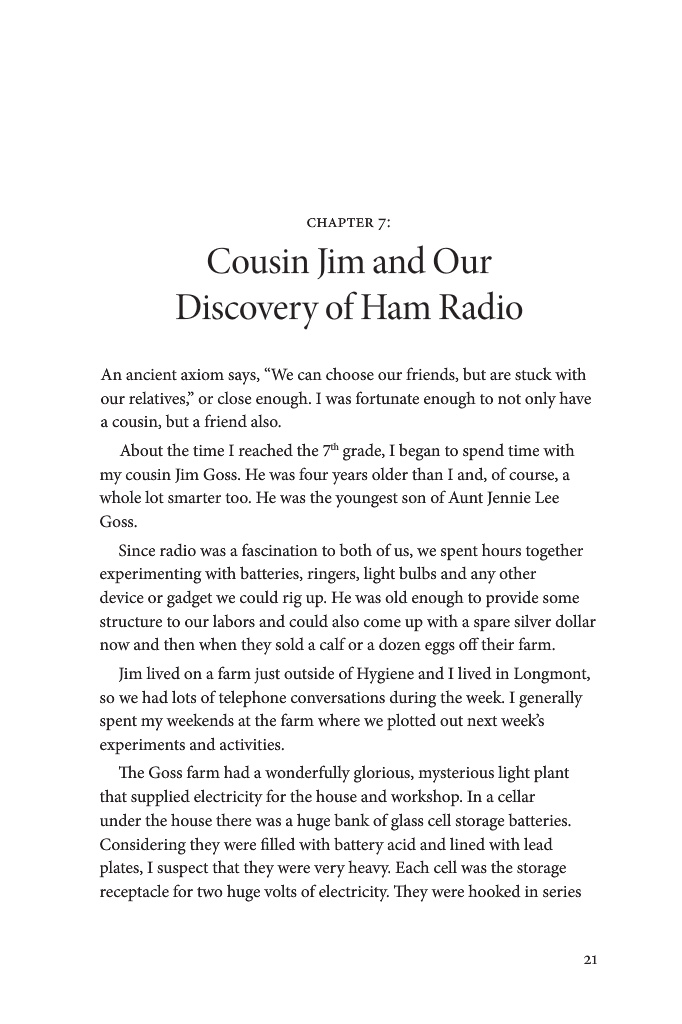 CHAPTER 7:
Cousin Jim and Our
Discovery of Ham Radio
An ancient axiom says, “We can choose our friends, but are stuck with
our relatives,” or close enough. I was fortunate enough to not only have
a cousin, but a friend also.
About the time I reached the 7th grade, I began to spend time with
my cousin Jim Goss. He was four years older than I and, of course, a
whole lot smarter too. He was the youngest son of Aunt Jennie Lee
Goss.
Since radio was a fascination to both of us, we spent hours together
experimenting with batteries, ringers, light bulbs and any other
device or gadget we could rig up. He was old enough to provide some
structure to our labors and could also come up with a spare silver dollar
now and then when they sold a calf or a dozen eggs off their farm.
Jim lived on a farm just outside of Hygiene and I lived in Longmont,
so we had lots of telephone conversations during the week. I generally
spent my weekends at the farm where we plotted out next week’s
experiments and activities.
The Goss farm had a wonderfully glorious, mysterious light plant
that supplied electricity for the house and workshop. In a cellar
under the house there was a huge bank of glass cell storage batteries.
Considering they were filled with battery acid and lined with lead
plates, I suspect that they were very heavy. Each cell was the storage
receptacle for two huge volts of electricity. They were hooked in series
21